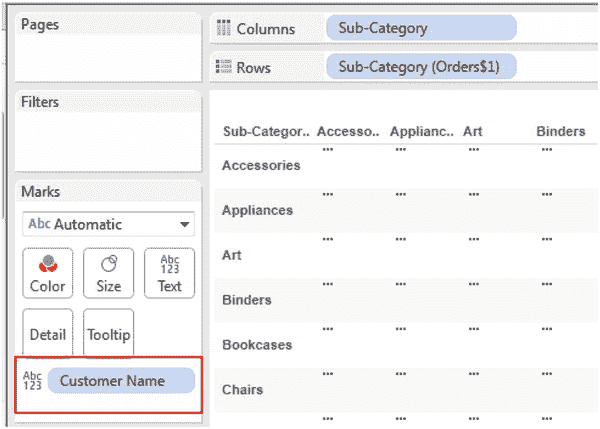 Pages
Columns Sub-Category
Rows Sub-Category (Orders$1)
Filters
Sub-Categor.. Accesso.. Applianc.. Art Binders
... ... ... ...
Accessories
... ... ... ...
Appliances
... ... ... ...
Art
... ... ... ...
Binders
... ... ... ...
Bookcases
... ... ... ...
Chairs
... ... ... ...
Marks
Abc Automatic
Color Size Abc
123
Text
Detail Tooltip
Abc
123 Customer Name